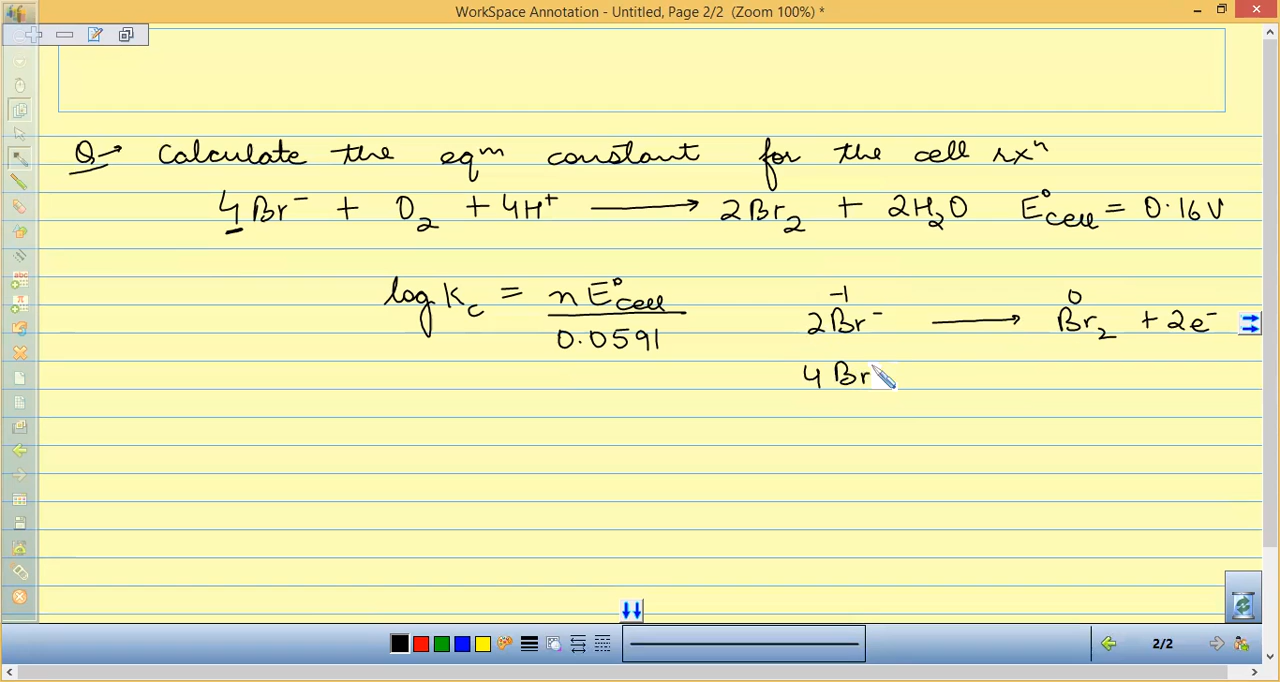 WorkSpace Annotation - Untitled, Page 2/2 (Zoom 100%) *
Q→ Calculate the eqᵐ constant for the cell rxⁿ
4Br⁻ + O₂ + 4H⁺ ⟶ 2Br₂ + 2H₂O E°cell = 0.16V
log Kc = nE°cell / 0.0591
-1 0
2Br⁻ ⟶ Br₂ + 2e⁻
4Br
2/2